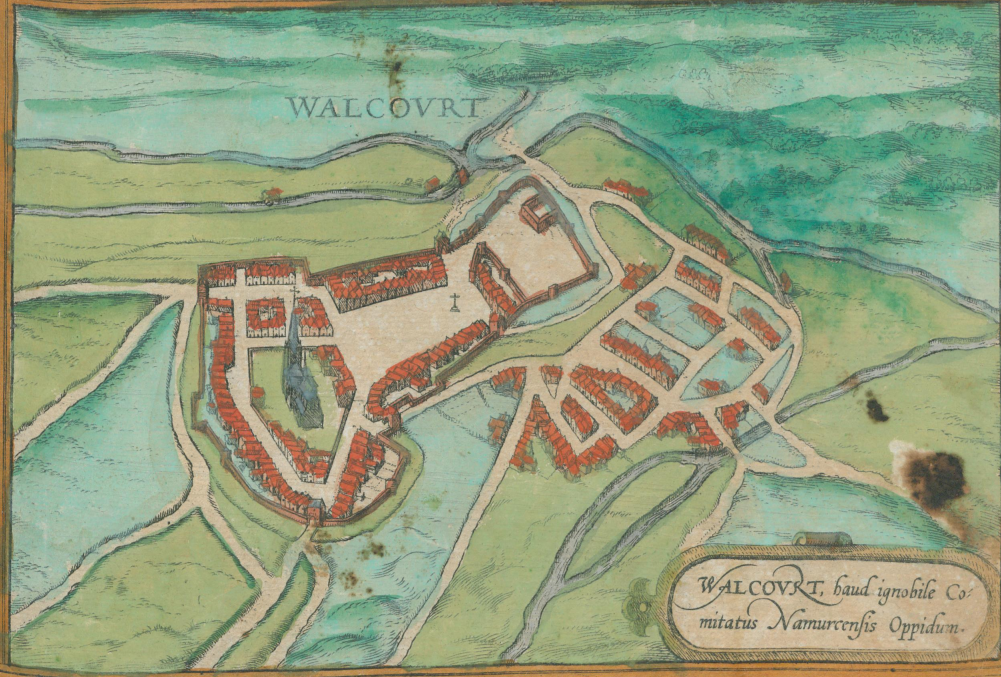 WALCOVRT
WALCOVRT, haud ignobile Co-
mitatus Namurcensis Oppidum.